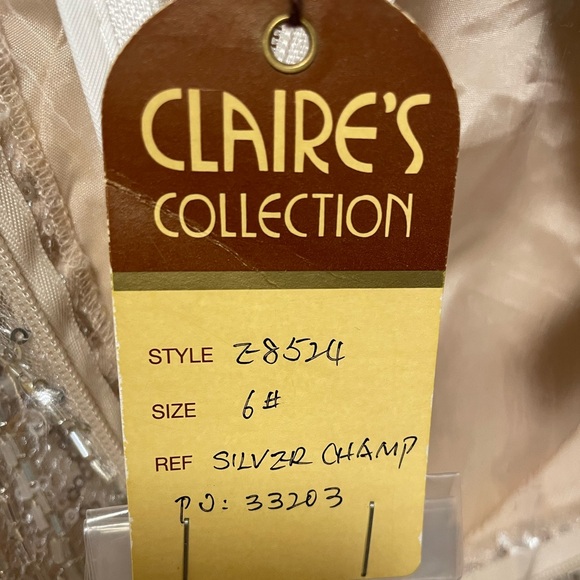 CLAIRE'S
COLLECTION
STYLE Z8524
SIZE 6#
REF SILVER CHAMP
PO: 33203